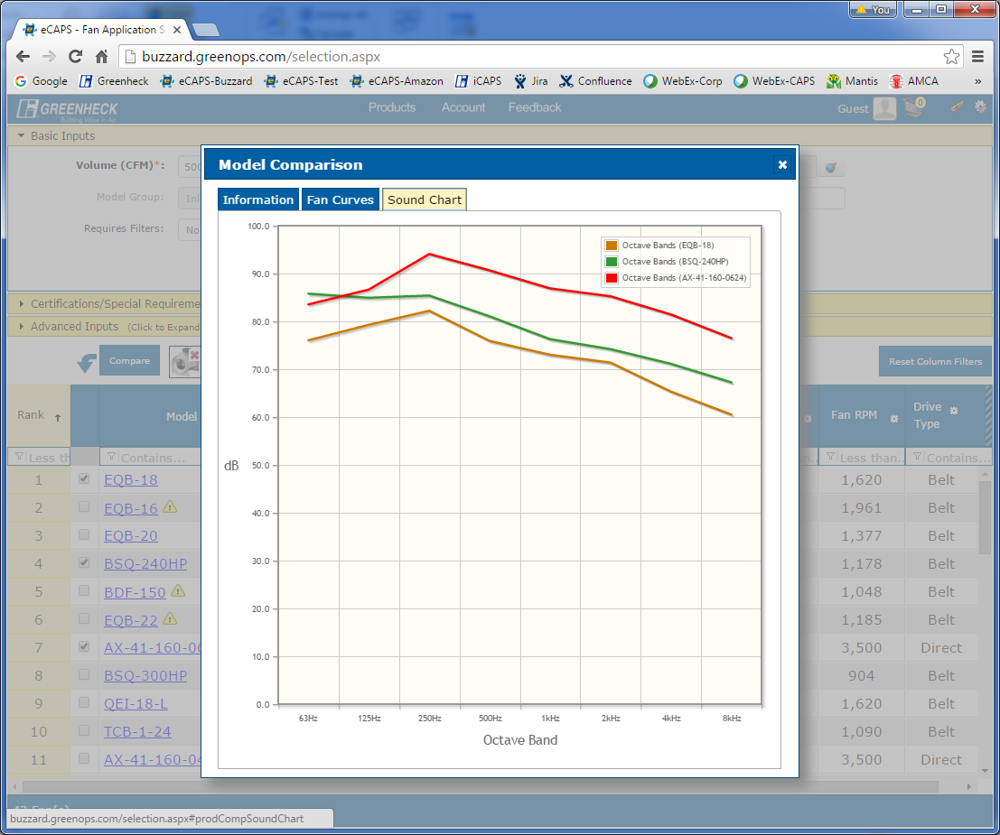 You
eCAPS - Fan Application S
buzzard.greenops.com/selection.aspx
Google Greenheck eCAPS-Buzzard eCAPS-Test eCAPS-Amazon iCAPS Jira Confluence WebEx-Corp WebEx-CAPS Mantis AMCA »
GREENHECK
Building Value in Air.
Products Account Feedback
Guest 0
Basic Inputs
Volume (CFM)*: 500
Model Group:
Requires Filters: No
Certifications/Special Requireme
Advanced Inputs (Click to Expand
Compare
Reset Column Filters
Model Comparison
Information Fan Curves Sound Chart
100.0
90.0
80.0
70.0
60.0
50.0
40.0
30.0
20.0
10.0
0.0
dB
Octave Bands (EQB-18)
Octave Bands (BSQ-240HP)
Octave Bands (AX-41-160-0624)
63Hz 125Hz 250Hz 500Hz 1kHz 2kHz 4kHz 8kHz
Octave Band
Rank Model Fan RPM Drive Type
Less th Contains... Less than... Contains...
1 EQB-18 1,620 Belt
2 EQB-16 1,961 Belt
3 EQB-20 1,377 Belt
4 BSQ-240HP 1,178 Belt
5 BDF-150 1,048 Belt
6 EQB-22 1,185 Belt
7 AX-41-160-06 3,500 Direct
8 BSQ-300HP 904 Belt
9 QEI-18-L 1,620 Belt
10 TCB-1-24 1,090 Belt
11 AX-41-160-04 3,500 Direct
buzzard.greenops.com/selection.aspx#prodCompSoundChart